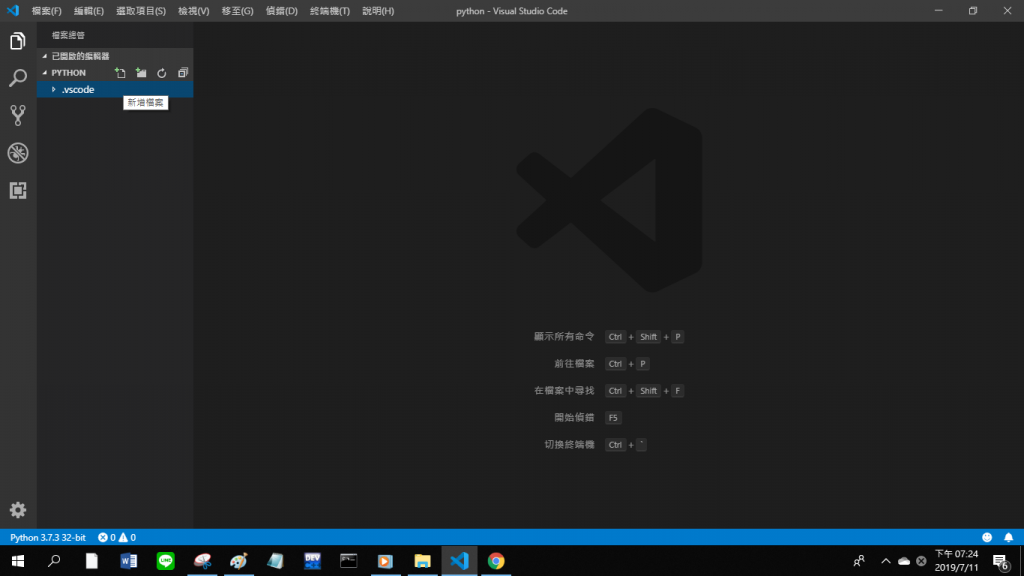 檔案(F) 編輯(E) 選取項目(S) 檢視(V) 移至(G) 偵錯(D) 終端機(T) 說明(H) python - Visual Studio Code
檔案總管
已開啟的編輯器
PYTHON
.vscode
新增檔案
顯示所有命令 Ctrl + Shift + P
前往檔案 Ctrl + P
在檔案中尋找 Ctrl + Shift + F
開始偵錯 F5
切換終端機 Ctrl + `
Python 3.7.3 32-bit 0 0
LINE DEV C++ 下午 07:24
2019/7/11 6